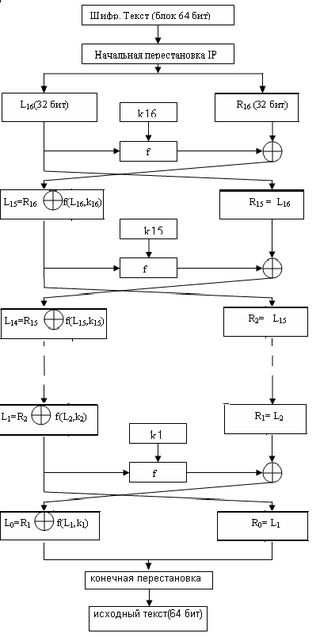 Шифр. Текст (блок 64 бит)
Начальная перестановка IP
L16(32 бит)
k16
R16 (32 бит)
f
L15=R16 ⊕ f(L16,k16)
R15 = L16
k15
f
L14=R15 ⊕ f(L15,k15)
R2= L15
L1=R2 ⊕ f(L2,k2)
R1= L2
k1
f
L0=R1 ⊕ f(L1,k1)
R0= L1
конечная перестановка
исходный текст(64 бит)